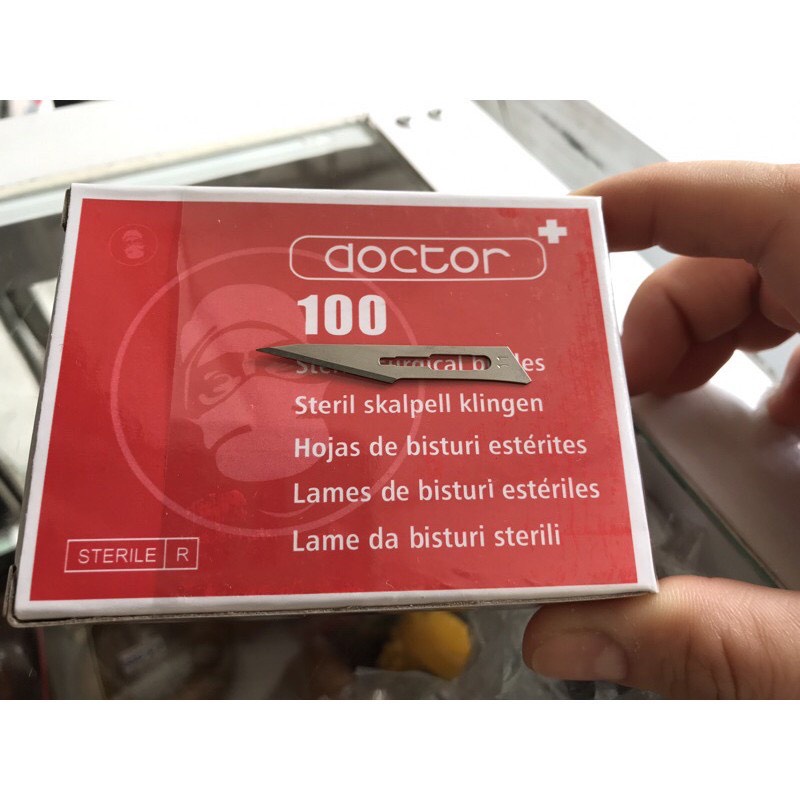 doctor
100
Steril skalpell klingen
Hojas de bisturi estérites
Lames de bisturi estériles
Lame da bisturi sterili
STERILE R